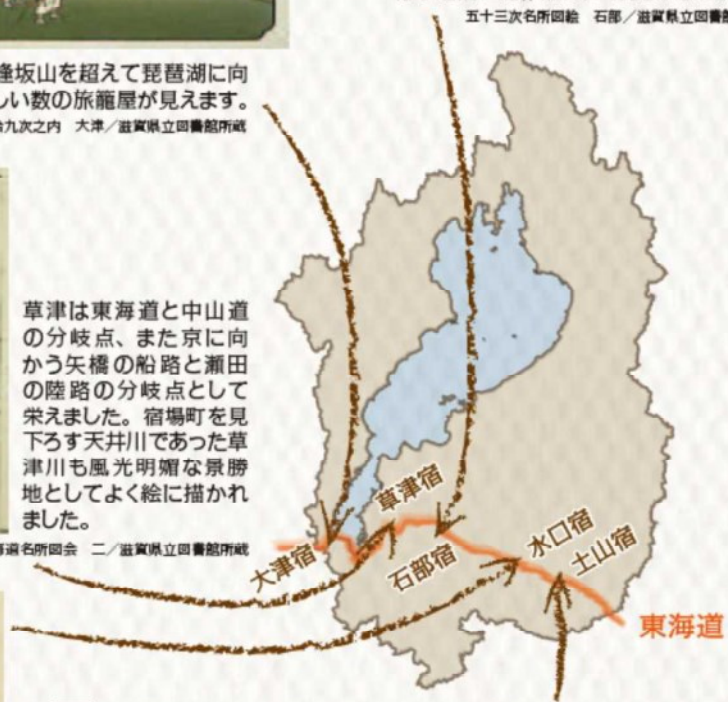 五十三次名所図絵 石部／滋賀県立図書館
逢坂山を超えて琵琶湖に向
しい数の旅籠屋が見えます。
九次之内 大津／滋賀県立図書館所蔵
草津は東海道と中山道
の分岐点、また京に向
かう矢橋の船路と瀬田
の陸路の分岐点として
栄えました。宿場町を見
下ろす天井川であった草
津川も風光明媚な景勝
地としてよく絵に描かれ
ました。
道名所図会 二／滋賀県立図書館所蔵
大津宿
草津宿
石部宿
水口宿
土山宿
東海道